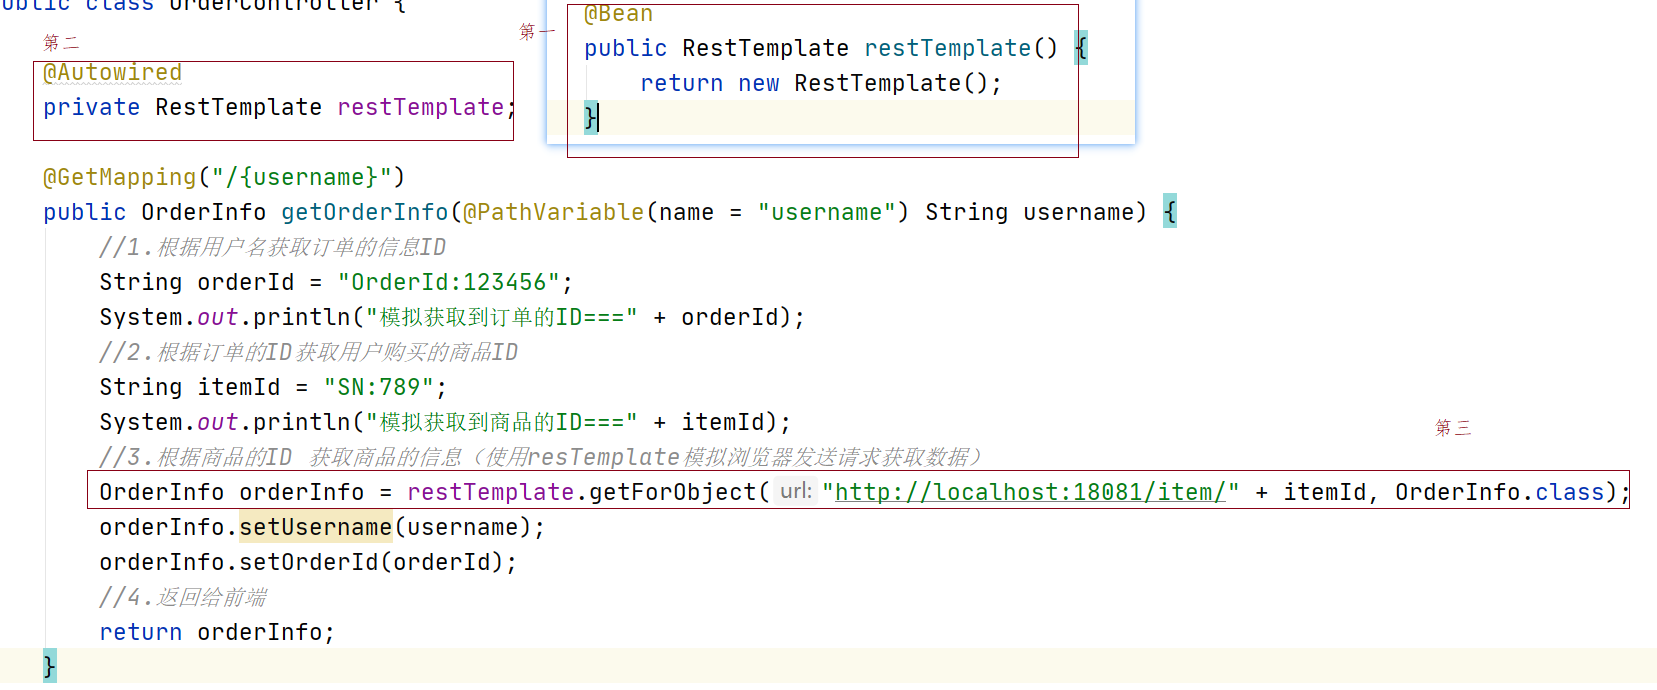 ublic class OrderController {
第二
@Autowired
private RestTemplate restTemplate;
第一
@Bean
public RestTemplate restTemplate() {
return new RestTemplate();
}
@GetMapping("/{username}")
public OrderInfo getOrderInfo(@PathVariable(name = "username") String username) {
//1.根据用户名获取订单的信息ID
String orderId = "OrderId:123456";
System.out.println("模拟获取到订单的ID===" + orderId);
//2.根据订单的ID获取用户购买的商品ID
String itemId = "SN:789";
System.out.println("模拟获取到商品的ID===" + itemId);
第三
//3.根据商品的ID 获取商品的信息（使用resTemplate模拟浏览器发送请求获取数据）
OrderInfo orderInfo = restTemplate.getForObject( url: "http://localhost:18081/item/" + itemId, OrderInfo.class);
orderInfo.setUsername(username);
orderInfo.setOrderId(orderId);
//4.返回给前端
return orderInfo;
}